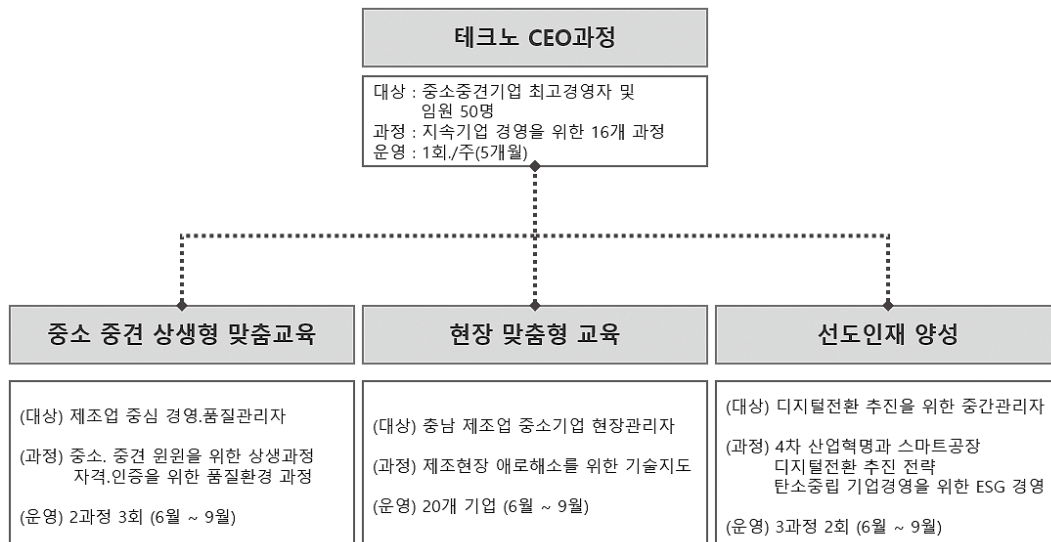 테크노 CEO과정
대상 : 중소중견기업 최고경영자 및
임원 50명
과정 : 지속기업 경영을 위한 16개 과정
운영 : 1회./주(5개월)
중소 중견 상생형 맞춤교육
(대상) 제조업 중심 경영.품질관리자
(과정) 중소. 중견 윈윈을 위한 상생과정
자격.인증을 위한 품질환경 과정
(운영) 2과정 3회 (6월 ~ 9월)
현장 맞춤형 교육
(대상) 충남 제조업 중소기업 현장관리자
(과정) 제조현장 애로해소를 위한 기술지도
(운영) 20개 기업 (6월 ~ 9월)
선도인재 양성
(대상) 디지털전환 추진을 위한 중간관리자
(과정) 4차 산업혁명과 스마트공장
디지털전환 추진 전략
탄소중립 기업경영을 위한 ESG 경영
(운영) 3과정 2회 (6월 ~ 9월)